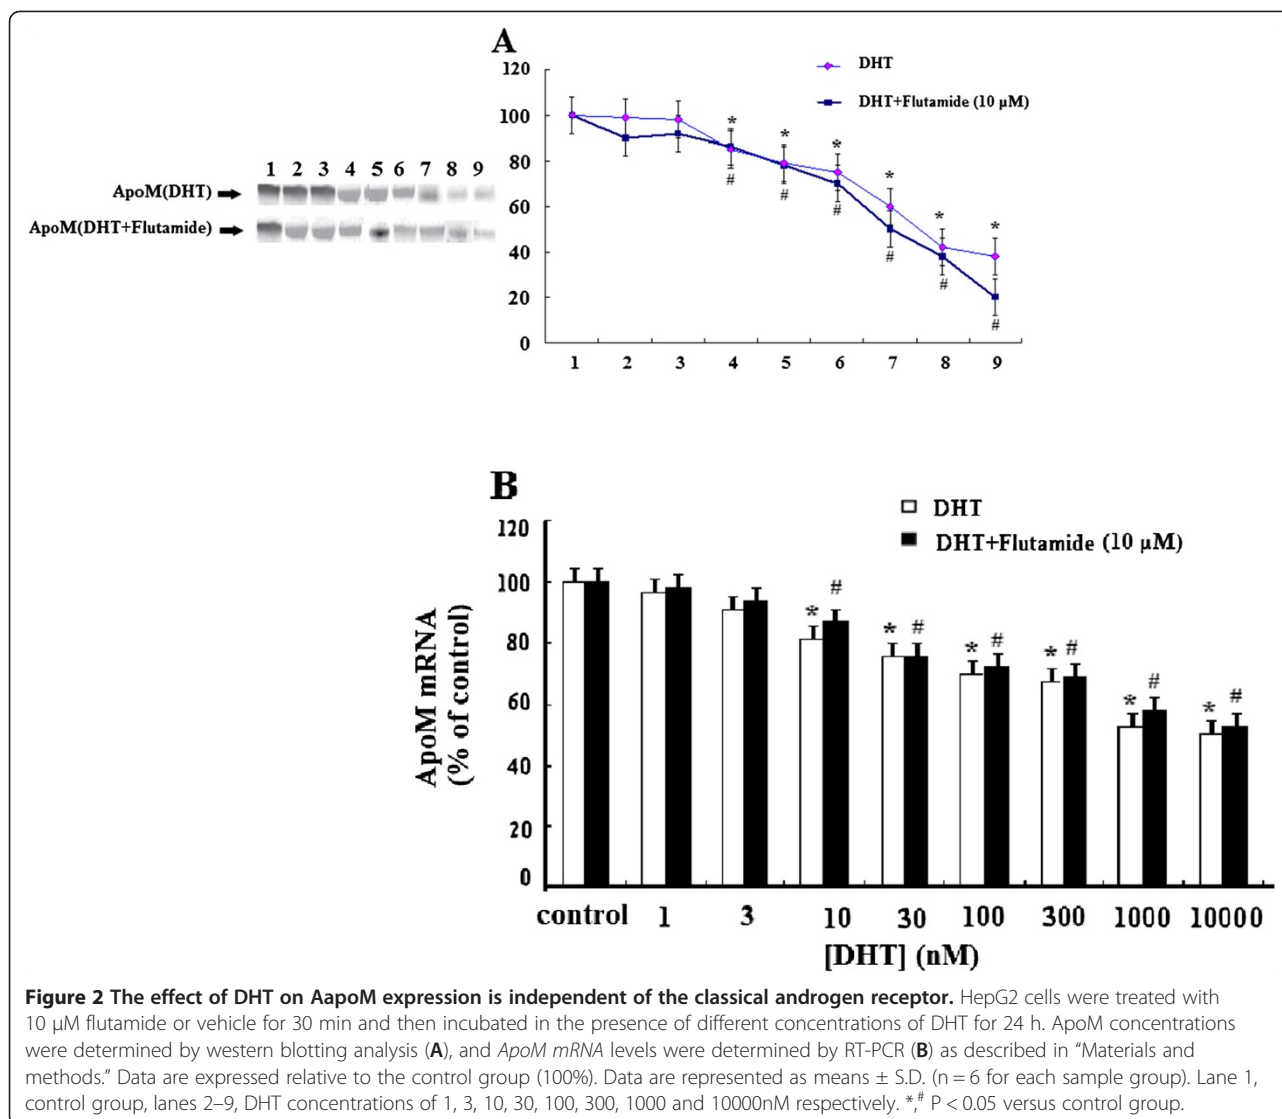 A
120
100
80
60
40
20
0
DHT
DHT+Flutamide (10 µM)
* * * * * *
# # # # # #
1 2 3 4 5 6 7 8 9
1 2 3 4 5 6 7 8 9
ApoM(DHT)
ApoM(DHT+Flutamide)
B
DHT
DHT+Flutamide (10 µM)
ApoM mRNA
(% of control)
120
100
80
60
40
20
0
* # * # * # * # * # * #
control 1 3 10 30 100 300 1000 10000
[DHT] (nM)
Figure 2 The effect of DHT on AapoM expression is independent of the classical androgen receptor. HepG2 cells were treated with
10 µM flutamide or vehicle for 30 min and then incubated in the presence of different concentrations of DHT for 24 h. ApoM concentrations
were determined by western blotting analysis (A), and ApoM mRNA levels were determined by RT-PCR (B) as described in “Materials and
methods.” Data are expressed relative to the control group (100%). Data are represented as means ± S.D. (n = 6 for each sample group). Lane 1,
control group, lanes 2–9, DHT concentrations of 1, 3, 10, 30, 100, 300, 1000 and 10000nM respectively. *,# P < 0.05 versus control group.